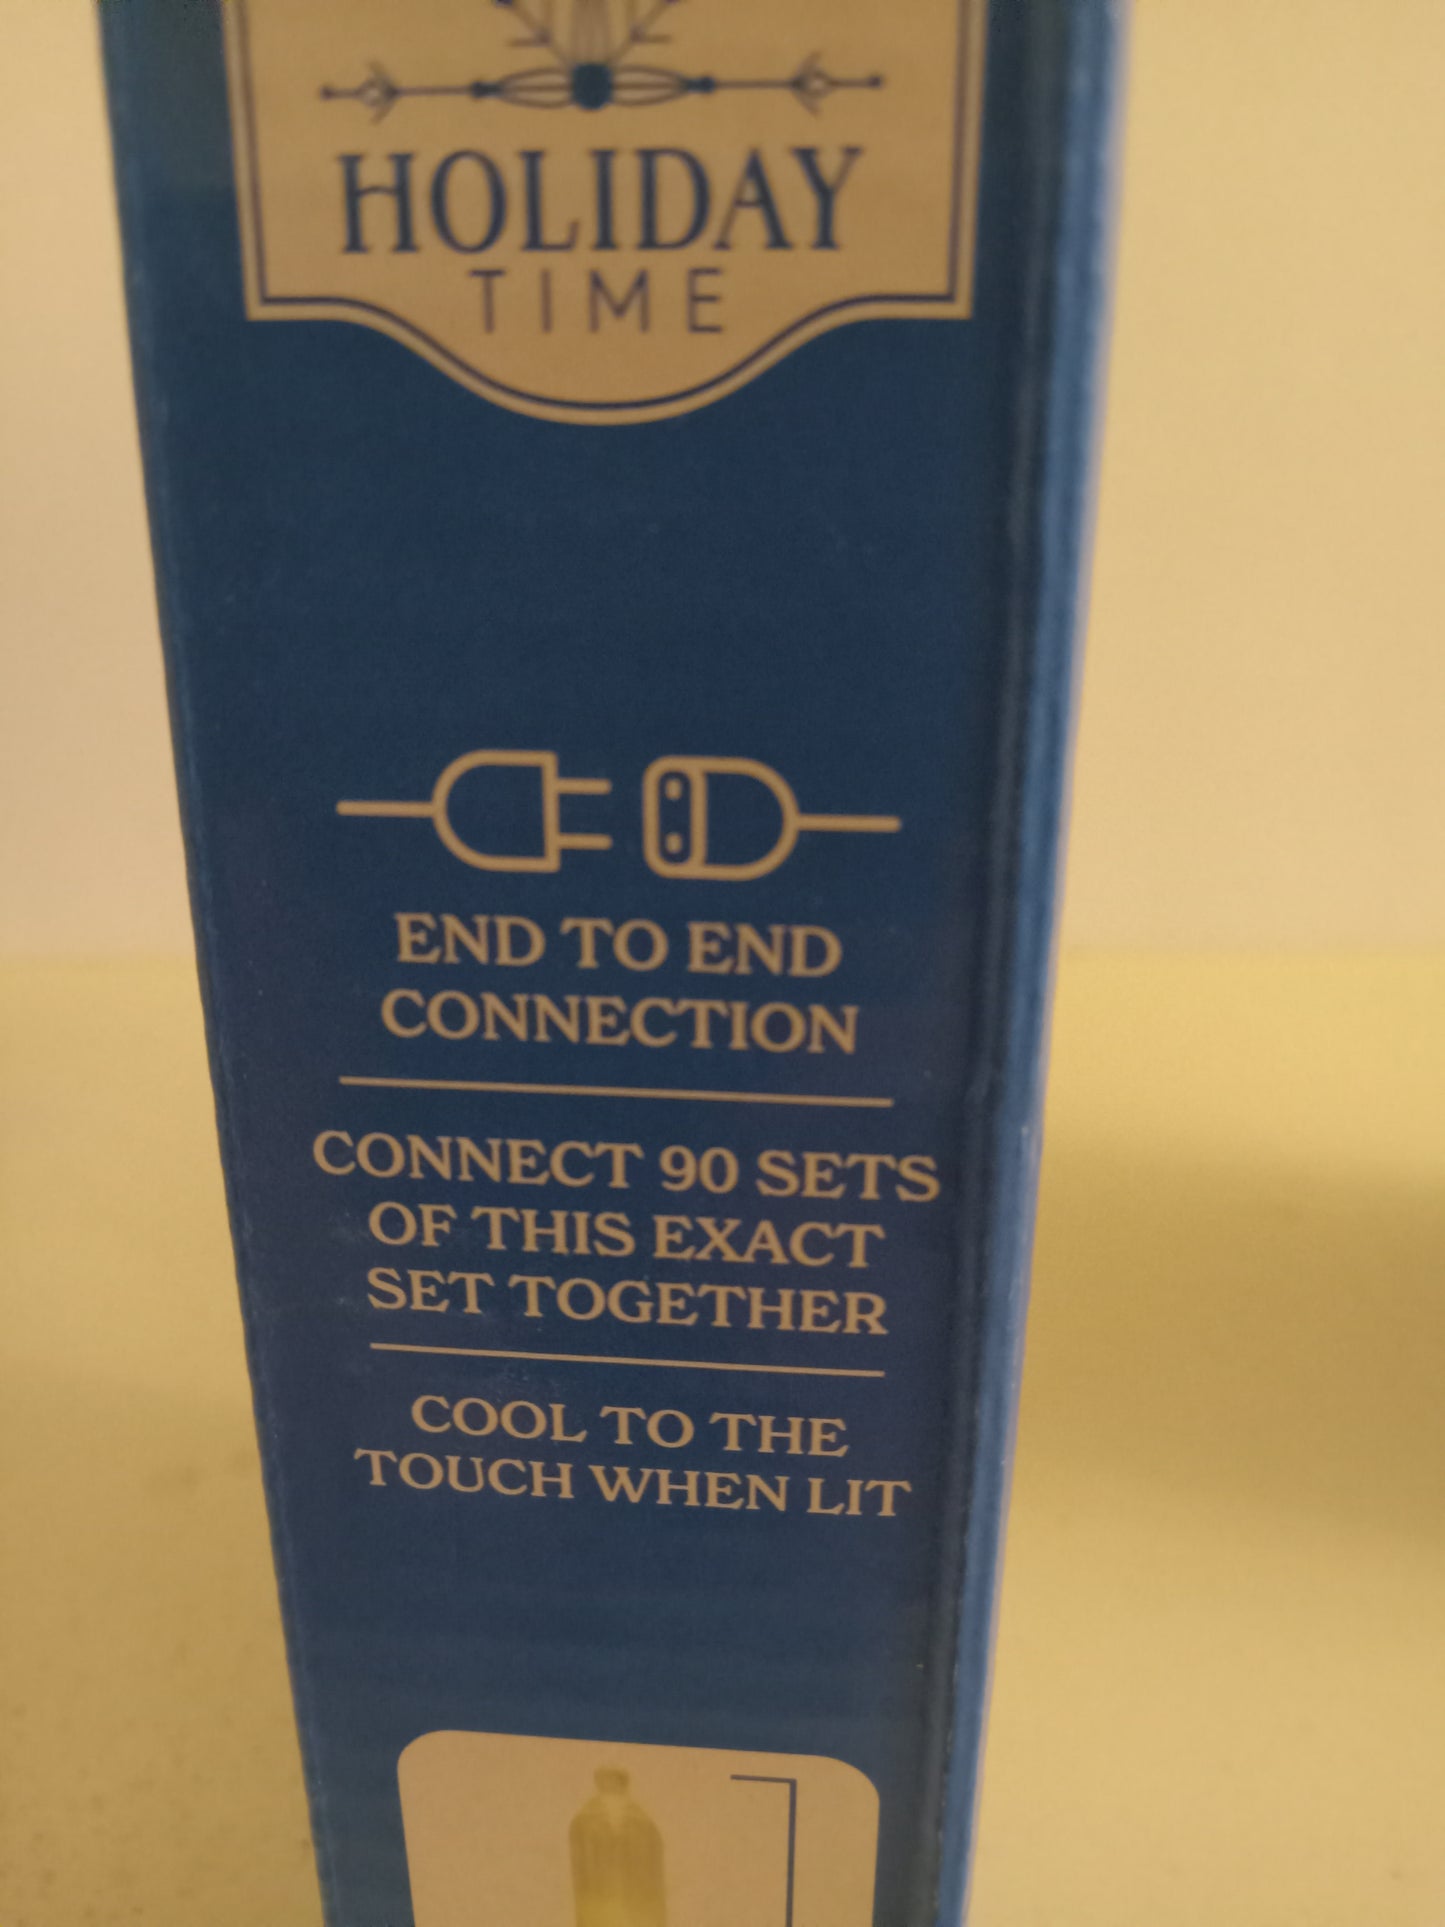 HOLIDAY
TIME
END TO END
CONNECTION
CONNECT 90 SETS
OF THIS EXACT
SET TOGETHER
COOL TO THE
TOUCH WHEN LIT